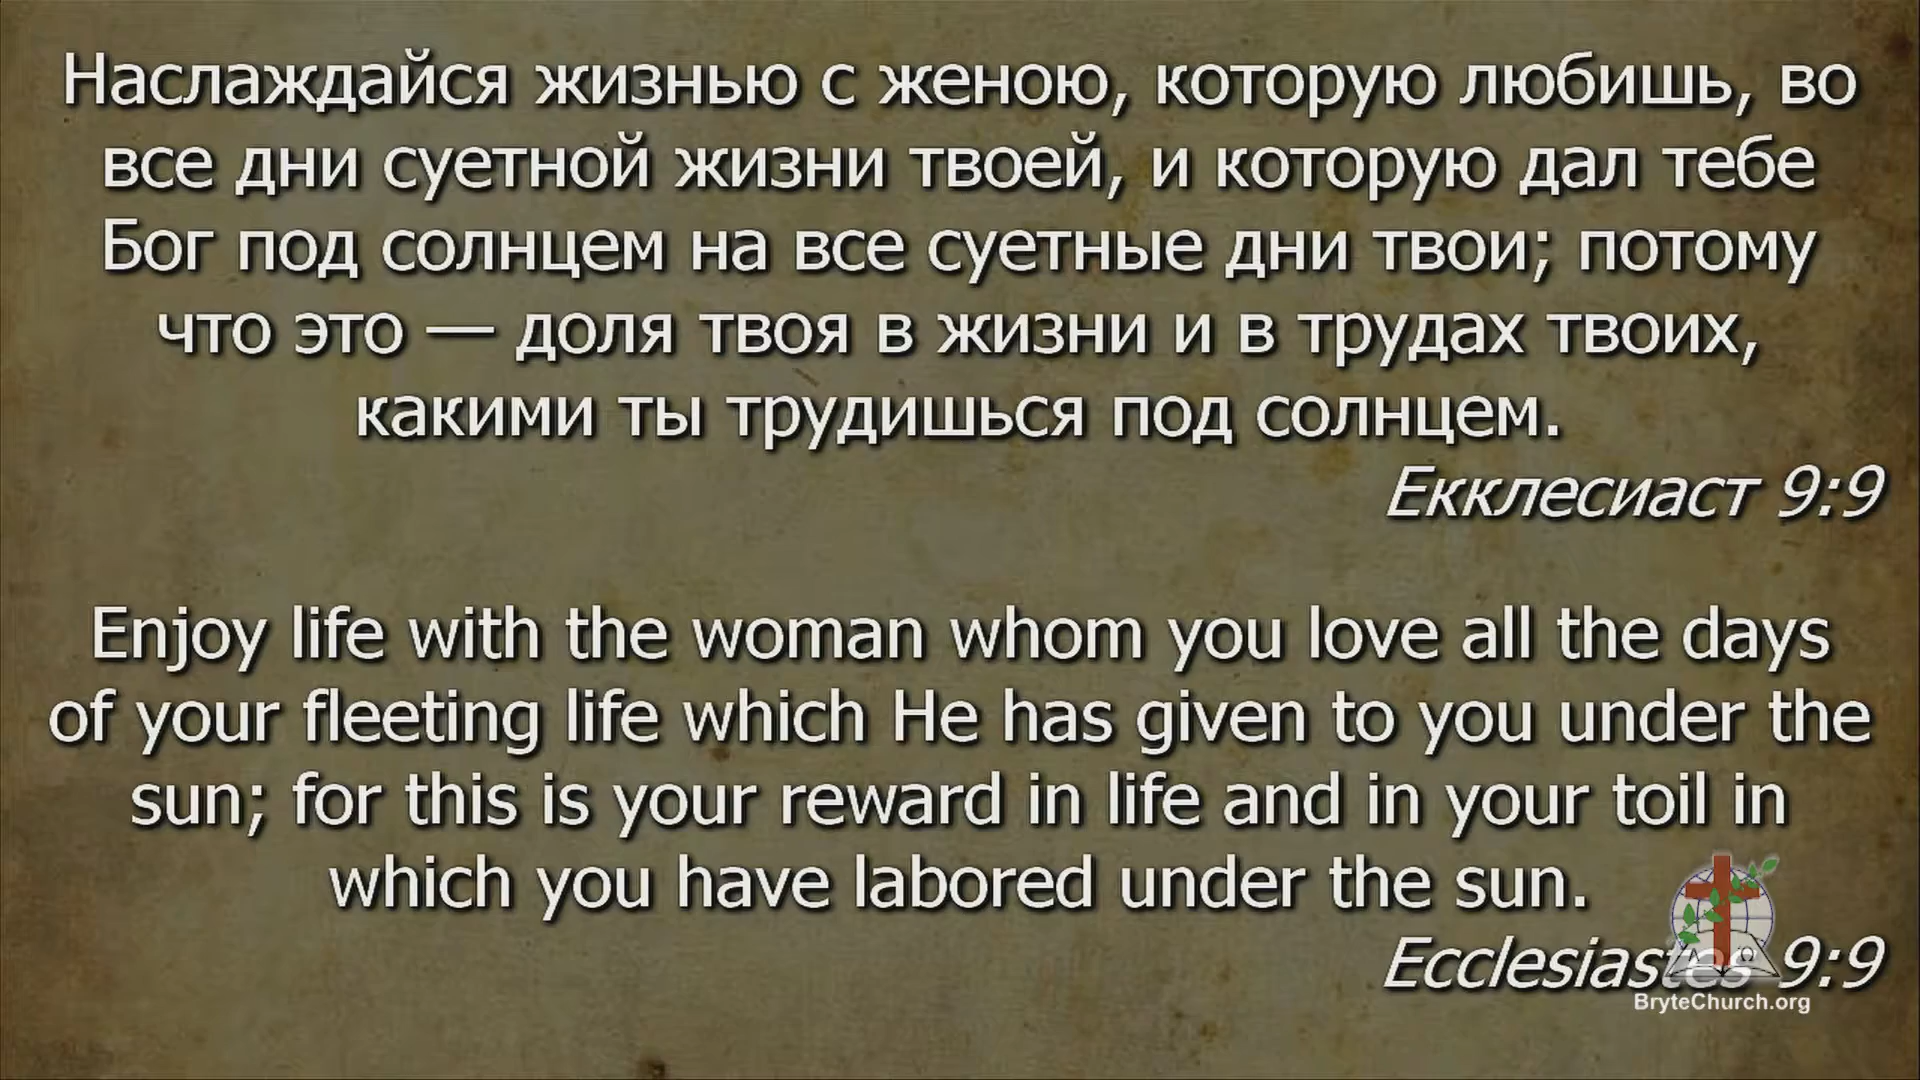 Наслаждайся жизнью с женою, которую любишь, во
все дни суетной жизни твоей, и которую дал тебе
Бог под солнцем на все суетные дни твои; потому
что это — доля твоя в жизни и в трудах твоих,
какими ты трудишься под солнцем.
Екклесиаст 9:9
Enjoy life with the woman whom you love all the days
of your fleeting life which He has given to you under the
sun; for this is your reward in life and in your toil in
which you have labored under the sun.
Ecclesiastes 9:9
A Ω
BryteChurch.org